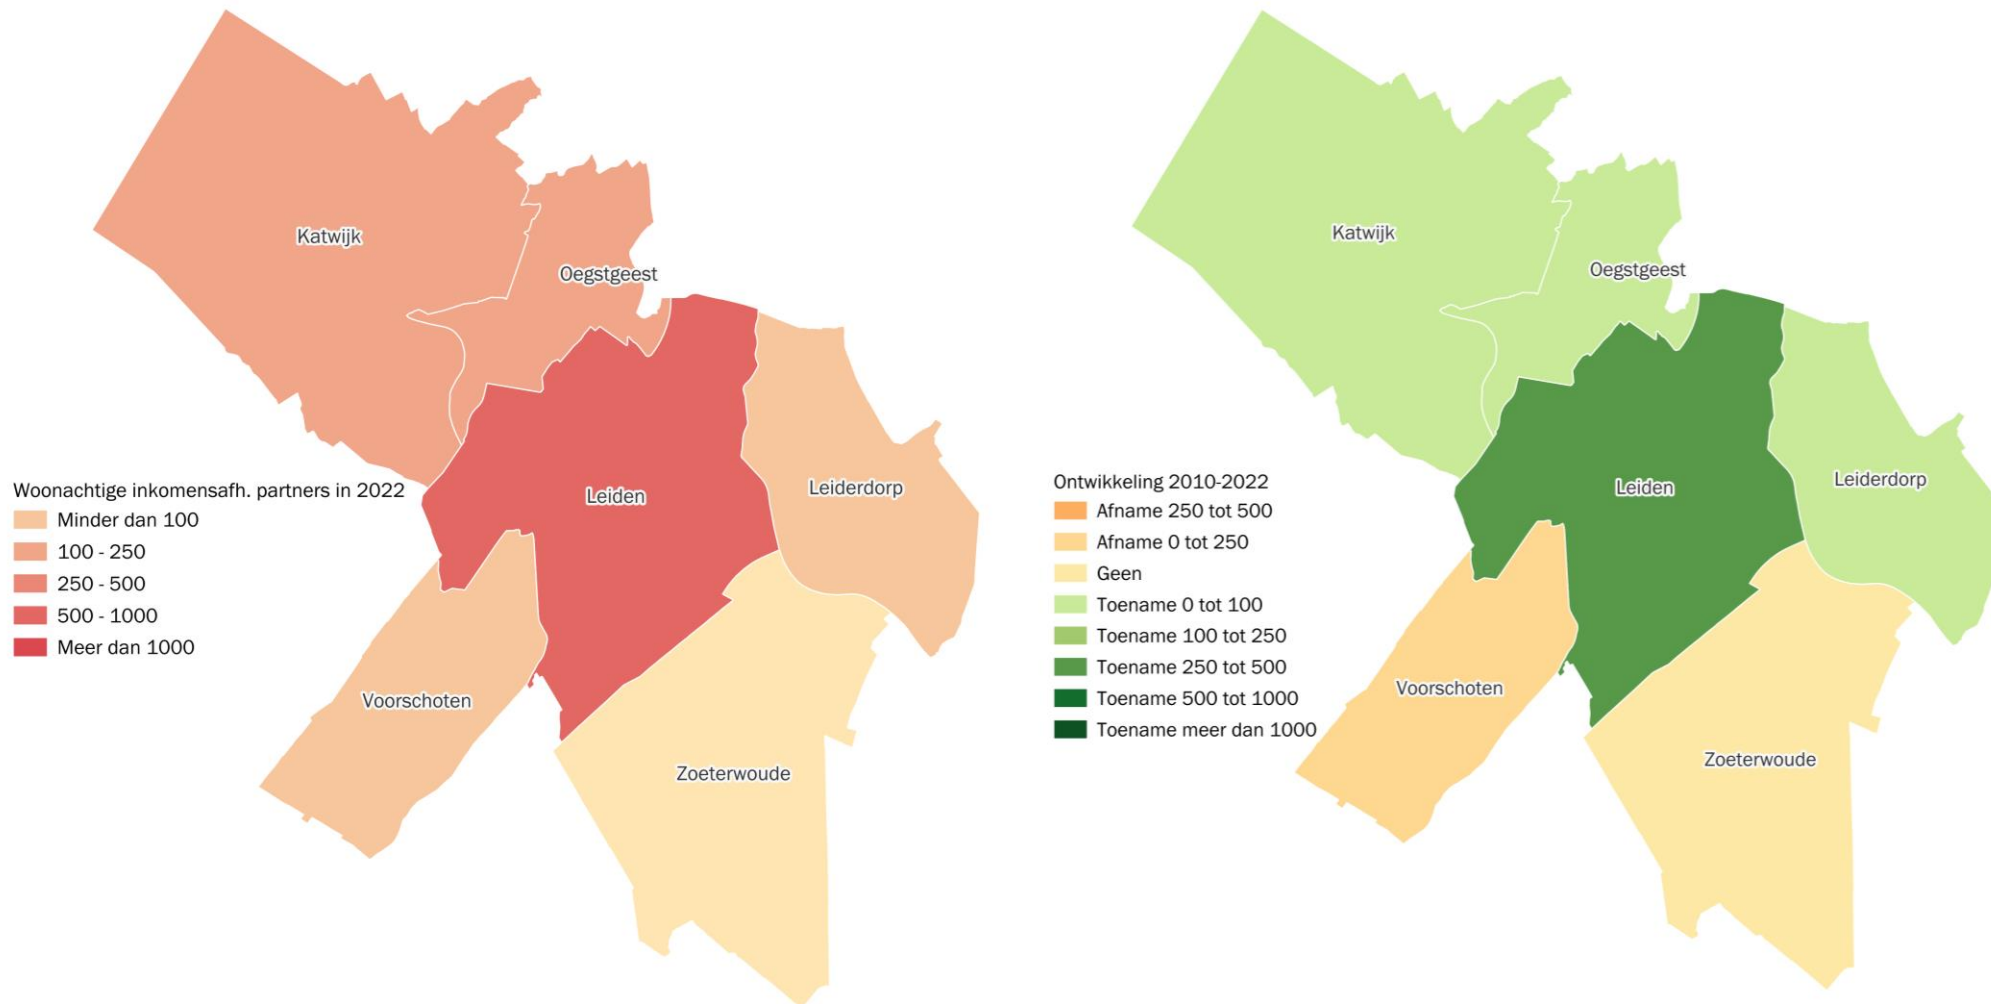 Katwijk
Oegstgeest
Leiden
Leiderdorp
Voorschoten
Zoeterwoude
Woonachtige inkomensafh. partners in 2022
Minder dan 100
100 - 250
250 - 500
500 - 1000
Meer dan 1000
Katwijk
Oegstgeest
Leiden
Leiderdorp
Voorschoten
Zoeterwoude
Ontwikkeling 2010-2022
Afname 250 tot 500
Afname 0 tot 250
Geen
Toename 0 tot 100
Toename 100 tot 250
Toename 250 tot 500
Toename 500 tot 1000
Toename meer dan 1000